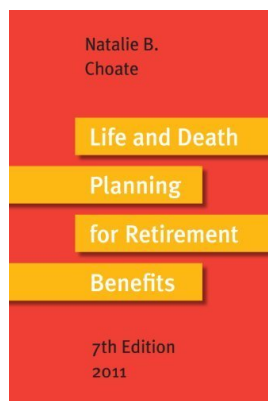 Natalie B.
Choate
Life and Death
Planning
for Retirement
Benefits
7th Edition
2011